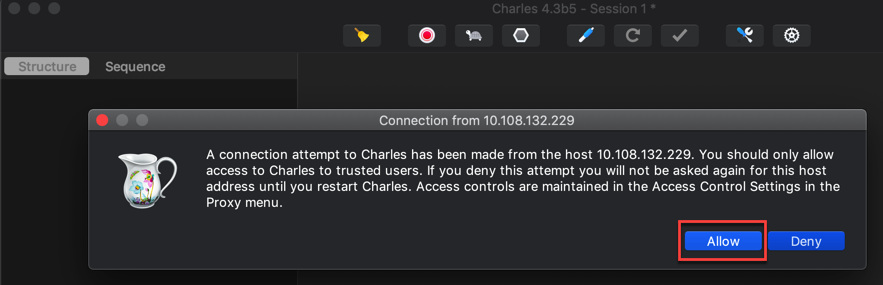 Charles 4.3b5 - Session 1 *
Structure
Sequence
Connection from 10.108.132.229
A connection attempt to Charles has been made from the host 10.108.132.229. You should only allow
access to Charles to trusted users. If you deny this attempt you will not be asked again for this host
address until you restart Charles. Access controls are maintained in the Access Control Settings in the
Proxy menu.
Allow
Deny